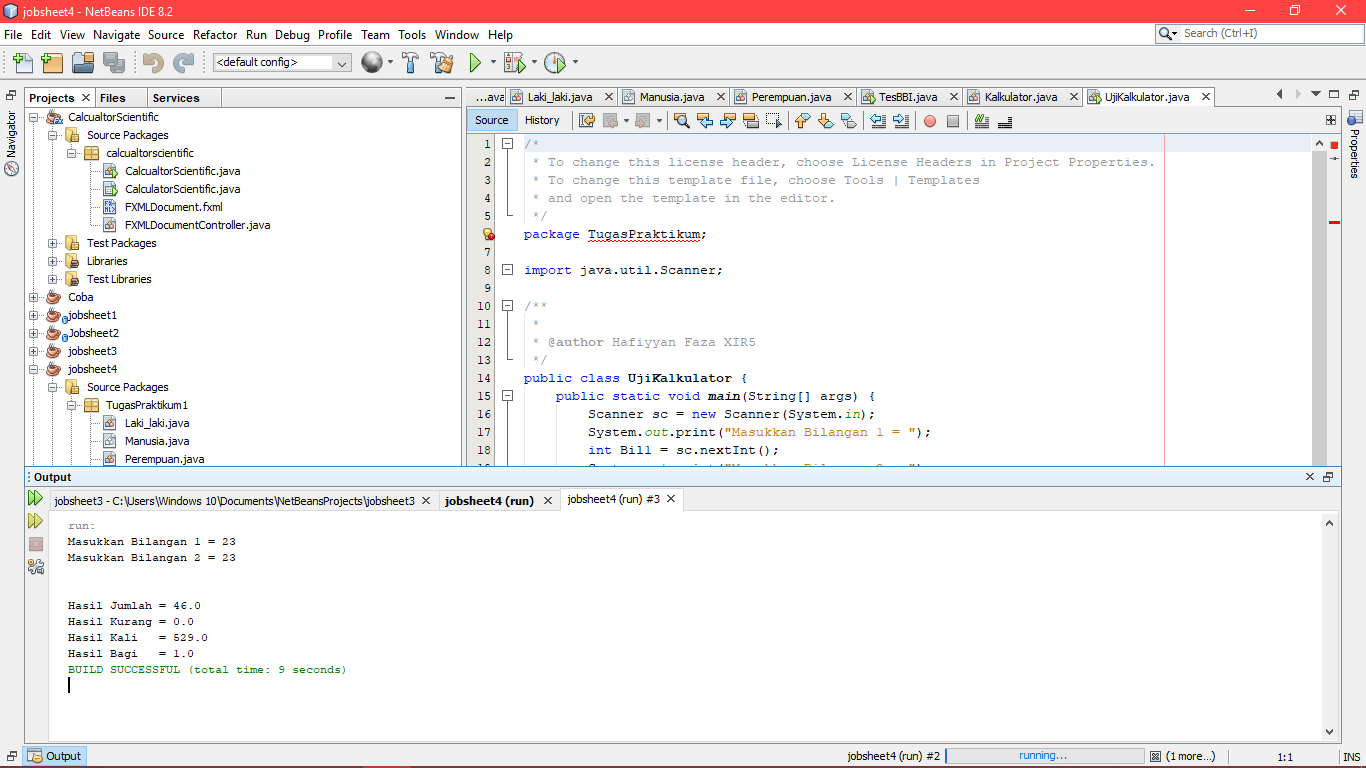 jobsheet4 - NetBeans IDE 8.2
File Edit View Navigate Source Refactor Run Debug Profile Team Tools Window Help
Search (Ctrl+I)
<default config>
Projects Files Services
...ava Laki_laki.java Manusia.java Perempuan.java TesBBI.java Kalkulator.java UjiKalkulator.java
Navigator
Source History
Properties
CalcualtorScientific
Source Packages
calcualtorscientific
CalcualtorScientific.java
CalculatorScientific.java
FXMLDocument.fxml
FXMLDocumentController.java
Test Packages
Libraries
Test Libraries
Coba
jobsheet1
Jobsheet2
jobsheet3
jobsheet4
Source Packages
TugasPraktikum1
Laki_laki.java
Manusia.java
Perempuan.java
1 /*
2 * To change this license header, choose License Headers in Project Properties.
3 * To change this template file, choose Tools | Templates
4 * and open the template in the editor.
5 */
package TugasPraktikum;
7
8 import java.util.Scanner;
9
10 /**
11 *
12 * @author Hafiyyan Faza XIR5
13 */
14 public class UjiKalkulator {
15 public static void main(String[] args) {
16 Scanner sc = new Scanner(System.in);
17 System.out.print("Masukkan Bilangan 1 = ");
18 int Bil1 = sc.nextInt();
Output
jobsheet3 - C:\Users\Windows 10\Documents\NetBeansProjects\jobsheet3 jobsheet4 (run) jobsheet4 (run) #3
run:
Masukkan Bilangan 1 = 23
Masukkan Bilangan 2 = 23
Hasil Jumlah = 46.0
Hasil Kurang = 0.0
Hasil Kali = 529.0
Hasil Bagi = 1.0
BUILD SUCCESSFUL (total time: 9 seconds)
Output
jobsheet4 (run) #2 running... (1 more...) 1:1 INS